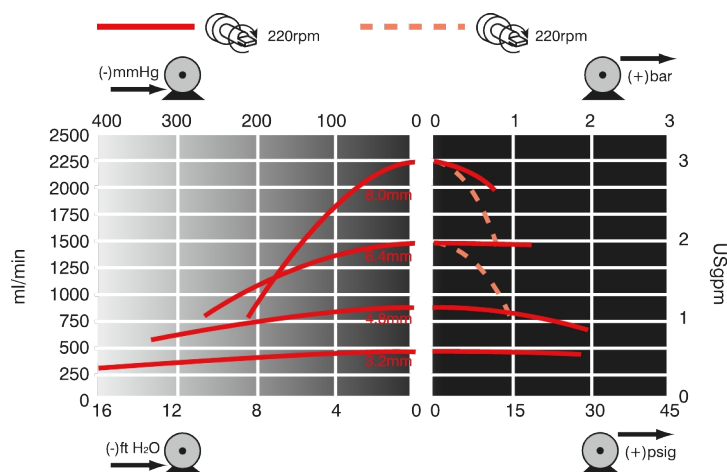 220rpm 220rpm
(-)mmHg (+)bar
400 300 200 100 0 0 1 2 3
2500
2250 3
2000
1750
1500 2
1250
1000
750 1
500
250
0 0
16 12 8 4 0 0 15 30 45
ml/min
USgpm
8.0mm
6.4mm
4.8mm
3.2mm
(-)ft H₂O (+)psig